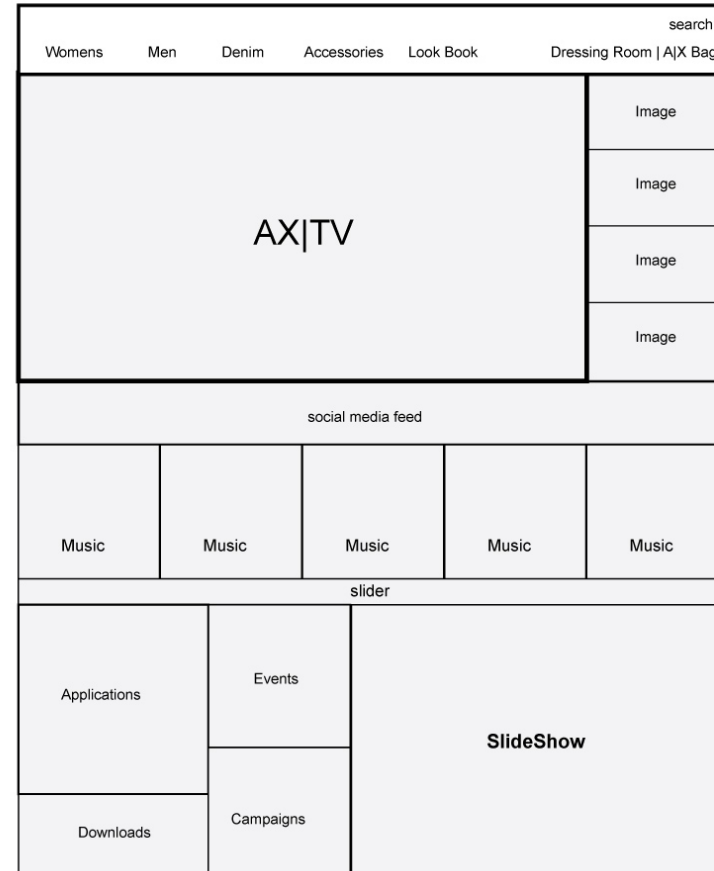 search
Womens Men Denim Accessories Look Book Dressing Room | A|X Bag
AX|TV
Image
Image
Image
Image
social media feed
Music Music Music Music Music
slider
Applications
Events
SlideShow
Campaigns
Downloads